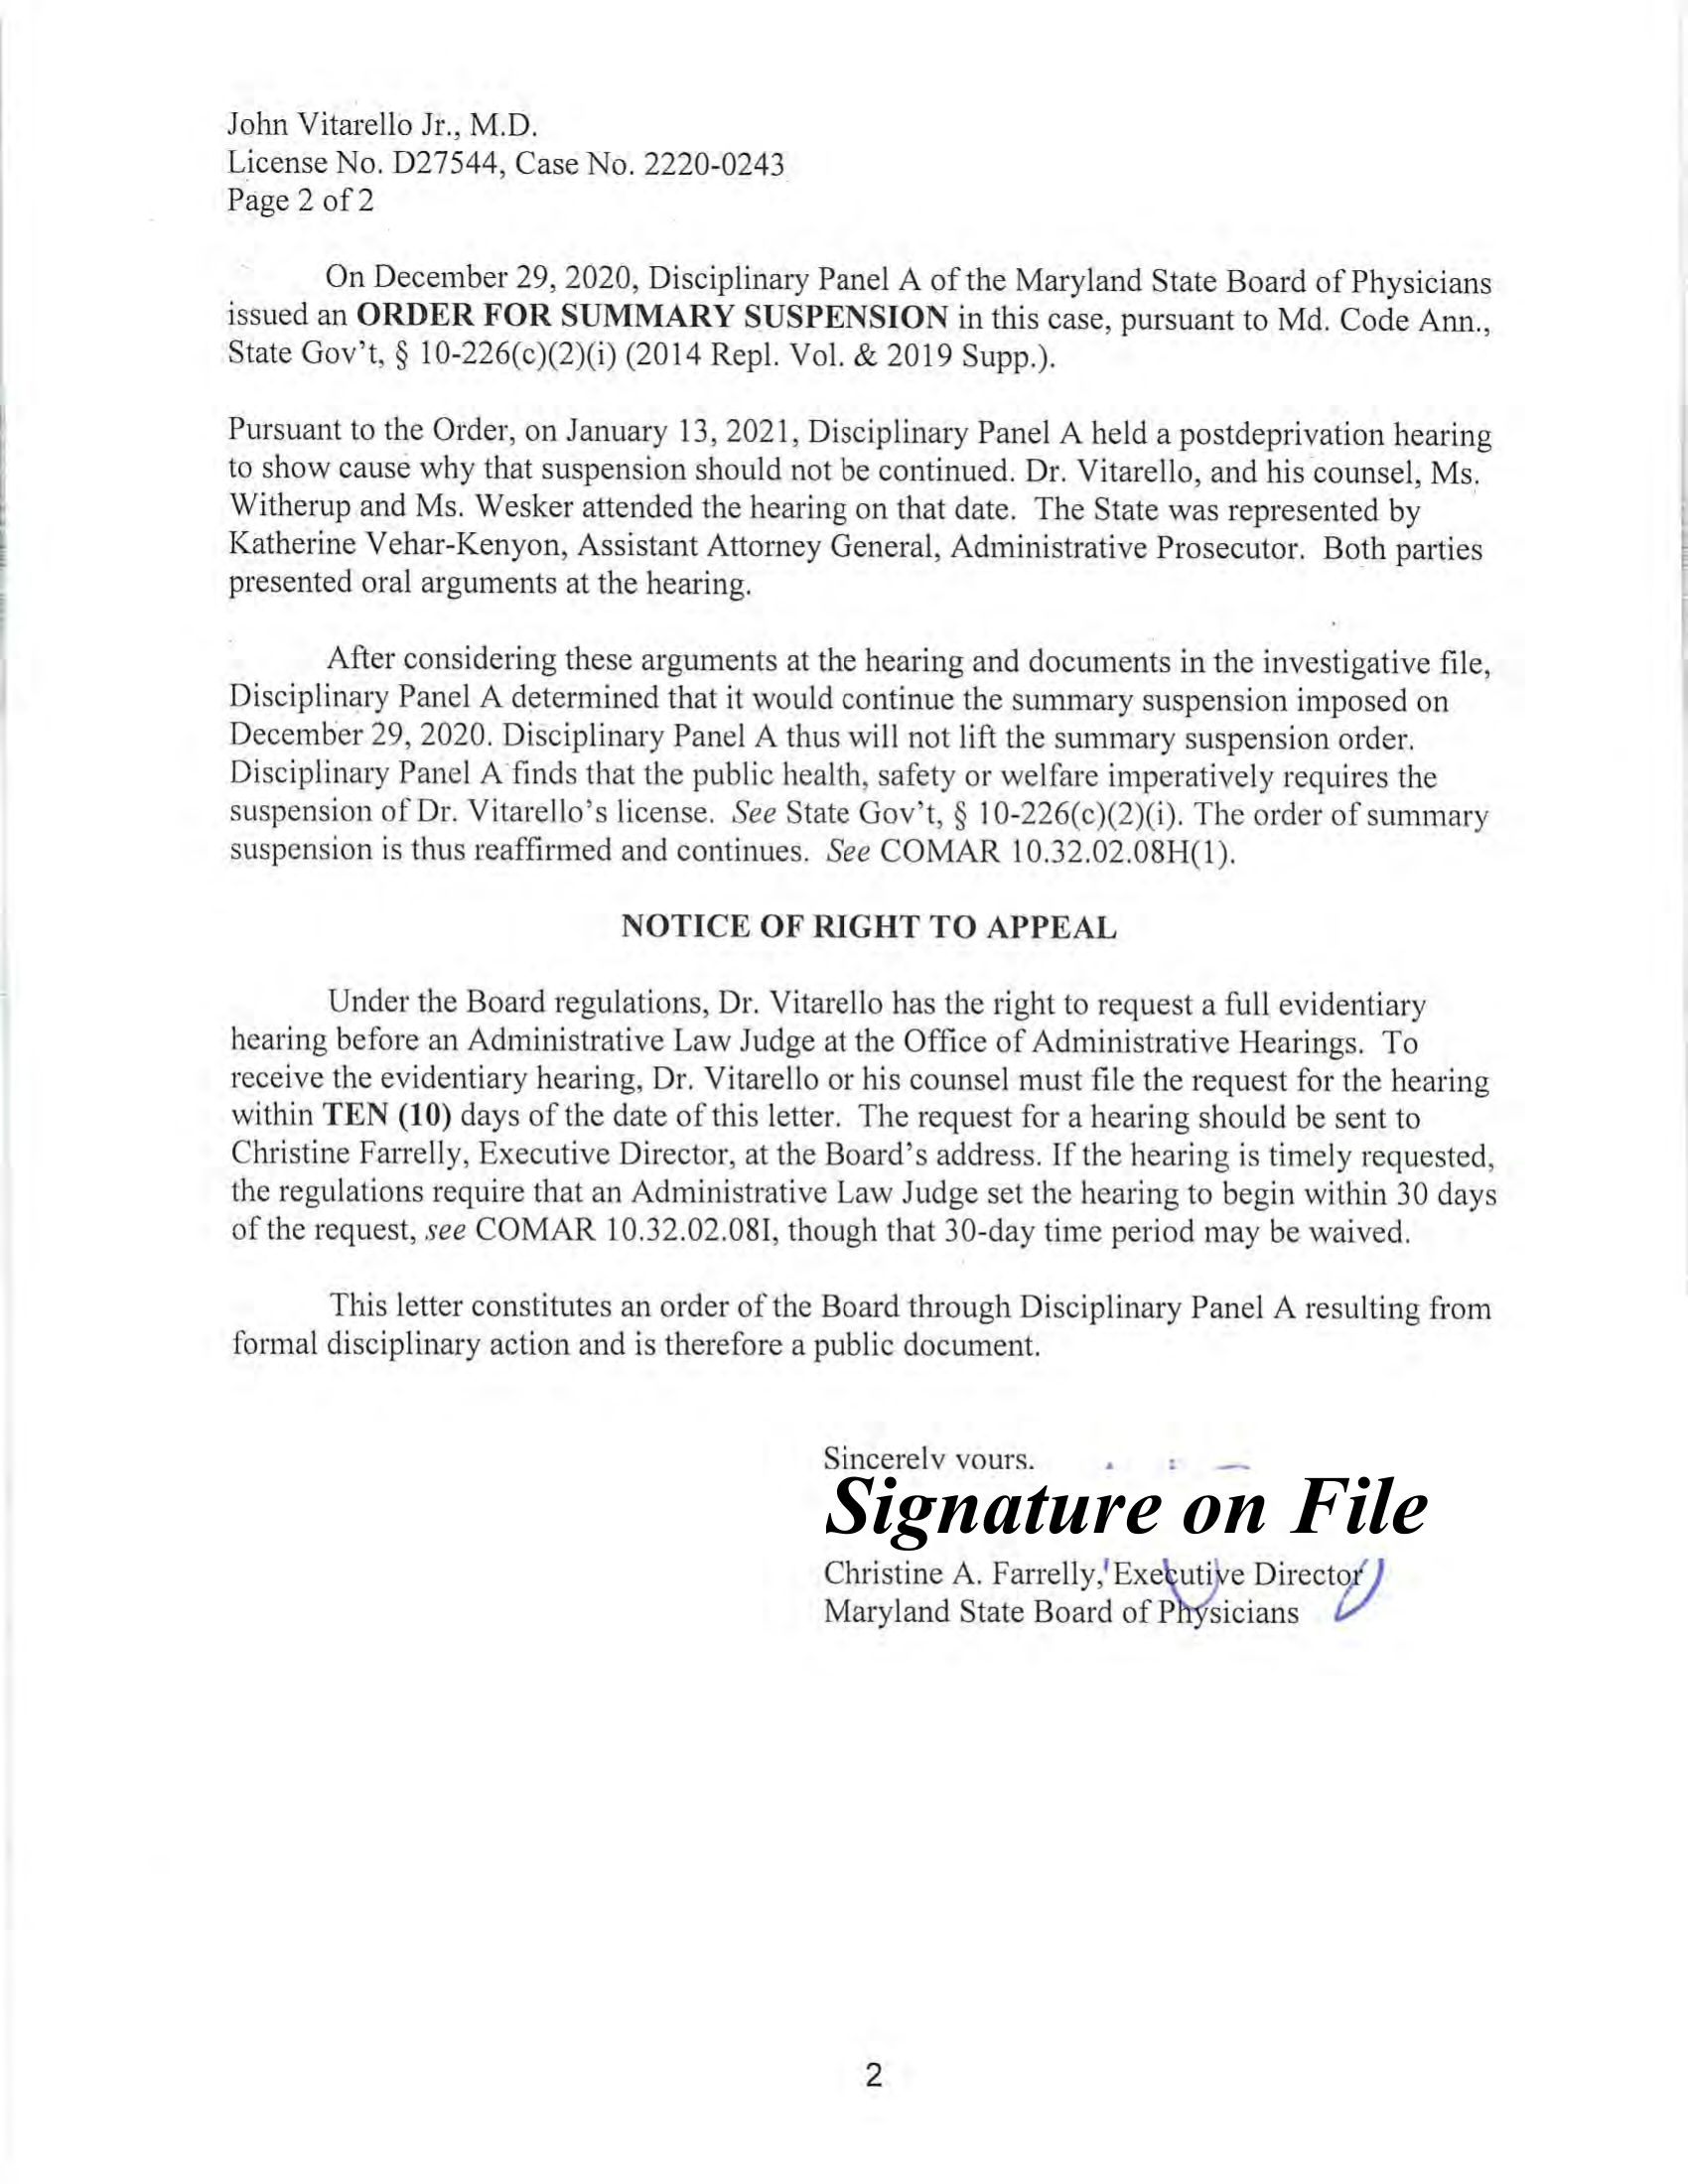 John Vitarello Jr., M.D.
License No. D27544, Case No. 2220-0243
Page 2 of 2
On December 29, 2020, Disciplinary Panel A of the Maryland State Board of Physicians
issued an ORDER FOR SUMMARY SUSPENSION in this case, pursuant to Md. Code Ann.,
State Gov't, § 10-226(c)(2)(i) (2014 Repl. Vol. & 2019 Supp.).
Pursuant to the Order, on January 13, 2021, Disciplinary Panel A held a postdeprivation hearing
to show cause why that suspension should not be continued. Dr. Vitarello, and his counsel, Ms.
Witherup and Ms. Wesker attended the hearing on that date. The State was represented by
Katherine Vehar-Kenyon, Assistant Attorney General, Administrative Prosecutor. Both parties
presented oral arguments at the hearing.
After considering these arguments at the hearing and documents in the investigative file,
Disciplinary Panel A determined that it would continue the summary suspension imposed on
December 29, 2020. Disciplinary Panel A thus will not lift the summary suspension order.
Disciplinary Panel A finds that the public health, safety or welfare imperatively requires the
suspension of Dr. Vitarello's license. See State Gov't, § 10-226(c)(2)(i). The order of summary
suspension is thus reaffirmed and continues. See COMAR 10.32.02.08H(1).
NOTICE OF RIGHT TO APPEAL
Under the Board regulations, Dr. Vitarello has the right to request a full evidentiary
hearing before an Administrative Law Judge at the Office of Administrative Hearings. To
receive the evidentiary hearing, Dr. Vitarello or his counsel must file the request for the hearing
within TEN (10) days of the date of this letter. The request for a hearing should be sent to
Christine Farrelly, Executive Director, at the Board's address. If the hearing is timely requested,
the regulations require that an Administrative Law Judge set the hearing to begin within 30 days
of the request, see COMAR 10.32.02.08I, though that 30-day time period may be waived.
This letter constitutes an order of the Board through Disciplinary Panel A resulting from
formal disciplinary action and is therefore a public document.
Sincerely yours,
Signature on File
Christine A. Farrelly, Executive Director
Maryland State Board of Physicians
2